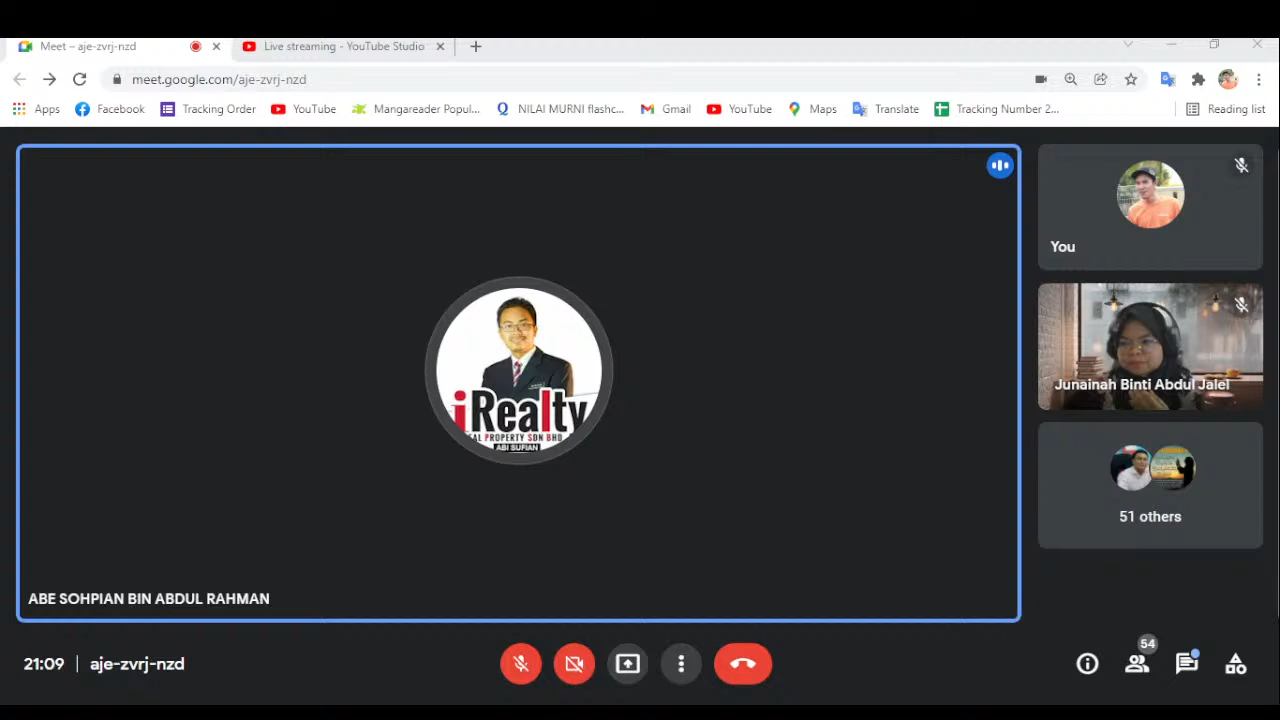 Meet – aje-zvrj-nzd
Live streaming - YouTube Studio
meet.google.com/aje-zvrj-nzd
Apps
Facebook
Tracking Order
YouTube
Mangareader Popul...
NILAI MURNI flashc...
Gmail
YouTube
Maps
Translate
Tracking Number 2...
Reading list
You
Junainah Binti Abdul Jalel
51 others
iRealty
AL PROPERTY SDN BHD
ABI SUFIAN
ABE SOHPIAN BIN ABDUL RAHMAN
21:09
aje-zvrj-nzd
54